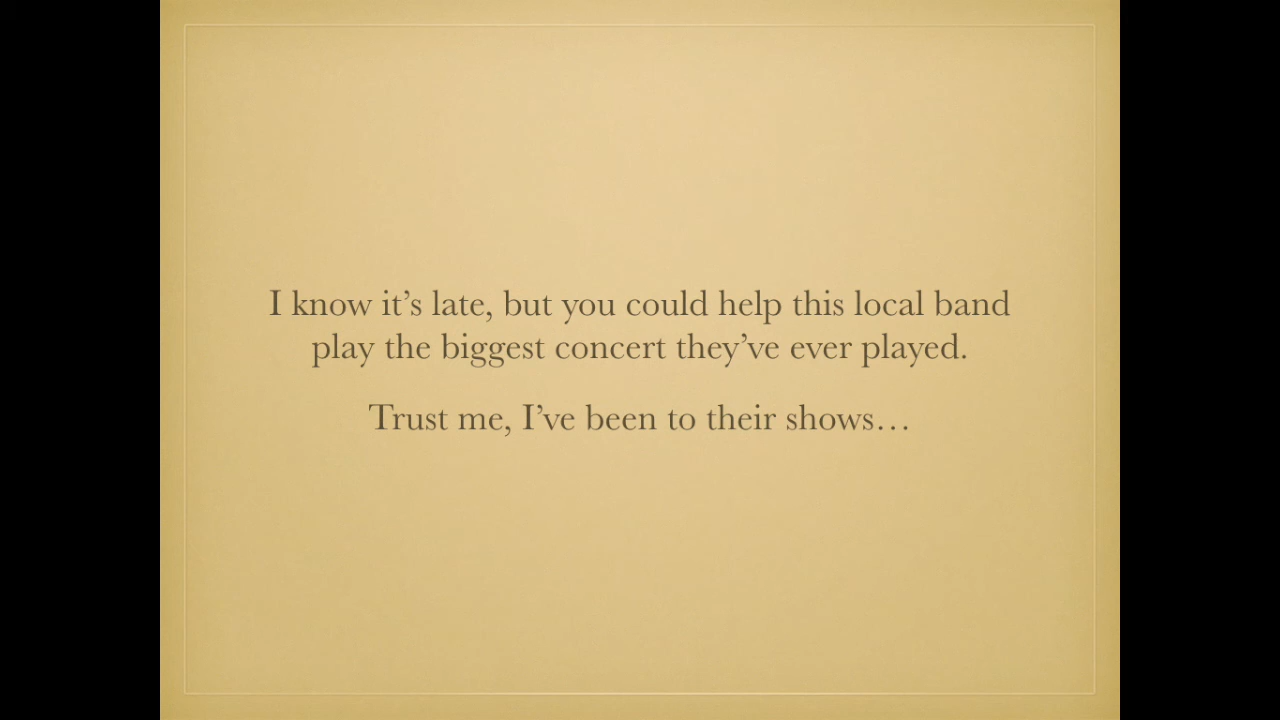 I know it’s late, but you could help this local band
play the biggest concert they’ve ever played.
Trust me, I’ve been to their shows…